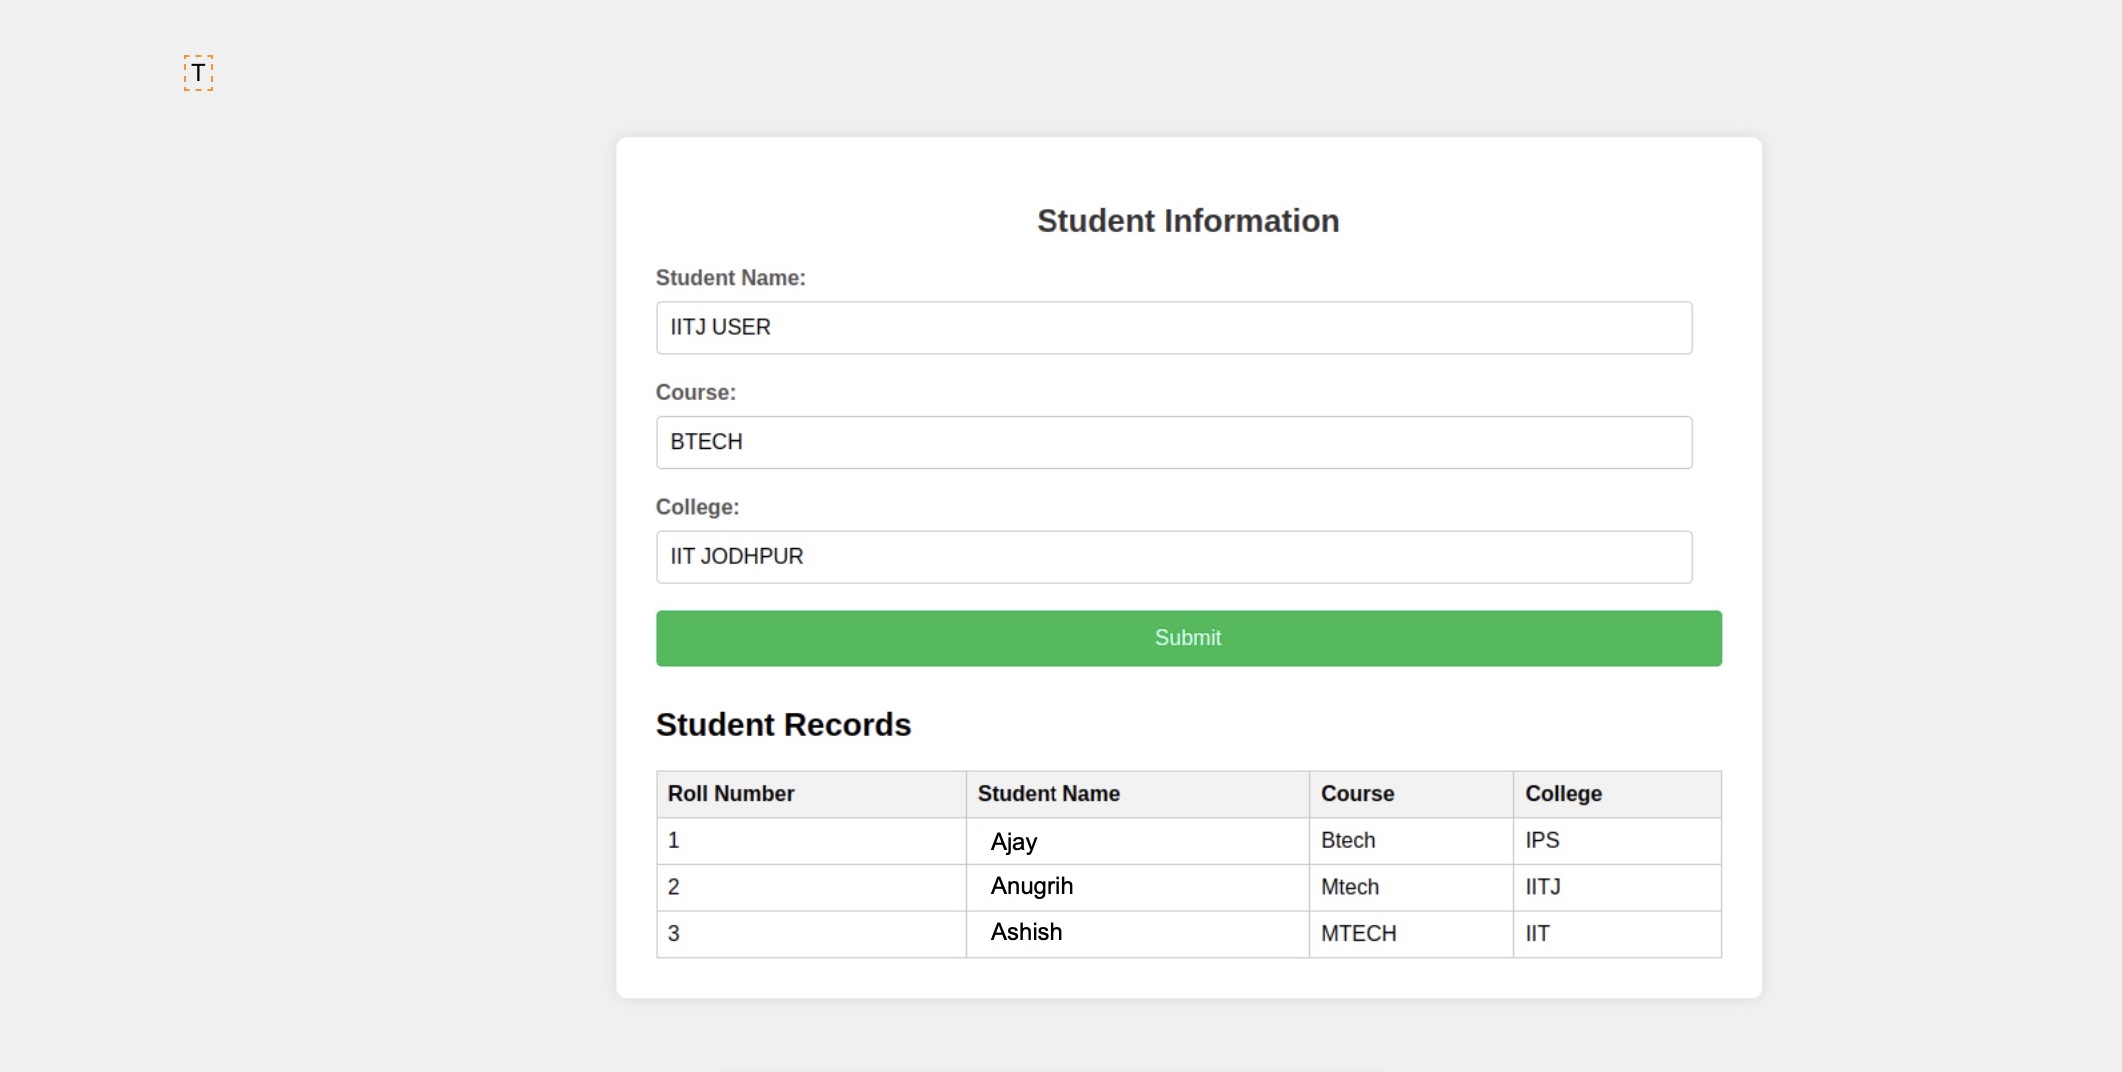 T
Student Information
Student Name:
IITJ USER
Course:
BTECH
College:
IIT JODHPUR
Submit
Student Records
Roll Number Student Name Course College
1 Ajay Btech IPS
2 Anugrih Mtech IITJ
3 Ashish MTECH IIT